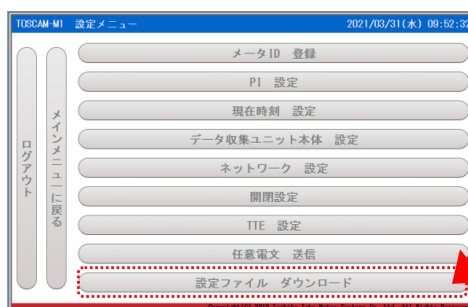 TOSCAM-M1 設定メニュー 2021/03/31(水) 09:52:32
ログアウト
メインメニューに戻る
メータID 登録
PI 設定
現在時刻 設定
データ収集ユニット本体 設定
ネットワーク 設定
開閉設定
TTE 設定
任意電文 送信
設定ファイル ダウンロード